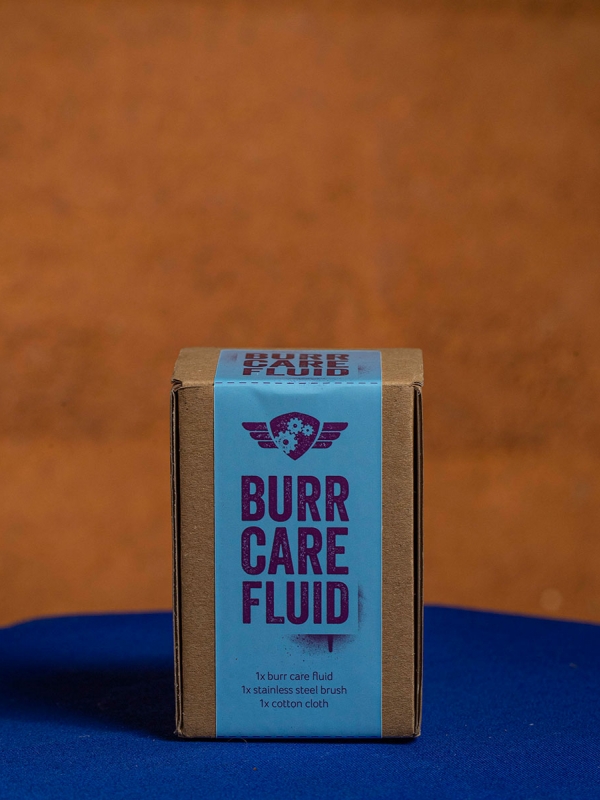 BURR
CARE
FLUID
BURR
CARE
FLUID
1x burr care fluid
1x stainless steel brush
1x cotton cloth